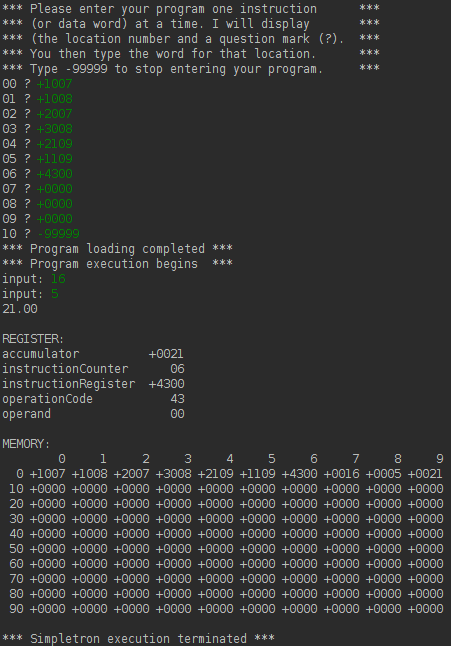 *** Please enter your program one instruction ***
*** (or data word) at a time. I will display ***
*** (the location number and a question mark (?). ***
*** You then type the word for that location. ***
*** Type -99999 to stop entering your program. ***
00 ? +1007
01 ? +1008
02 ? +2007
03 ? +3008
04 ? +2109
05 ? +1109
06 ? +4300
07 ? +0000
08 ? +0000
09 ? +0000
10 ? -99999
*** Program loading completed ***
*** Program execution begins ***
input: 16
input: 5
21.00
REGISTER:
accumulator +0021
instructionCounter 06
instructionRegister +4300
operationCode 43
operand 00
MEMORY:
0 1 2 3 4 5 6 7 8 9
0 +1007 +1008 +2007 +3008 +2109 +1109 +4300 +0016 +0005 +0021
10 +0000 +0000 +0000 +0000 +0000 +0000 +0000 +0000 +0000 +0000
20 +0000 +0000 +0000 +0000 +0000 +0000 +0000 +0000 +0000 +0000
30 +0000 +0000 +0000 +0000 +0000 +0000 +0000 +0000 +0000 +0000
40 +0000 +0000 +0000 +0000 +0000 +0000 +0000 +0000 +0000 +0000
50 +0000 +0000 +0000 +0000 +0000 +0000 +0000 +0000 +0000 +0000
60 +0000 +0000 +0000 +0000 +0000 +0000 +0000 +0000 +0000 +0000
70 +0000 +0000 +0000 +0000 +0000 +0000 +0000 +0000 +0000 +0000
80 +0000 +0000 +0000 +0000 +0000 +0000 +0000 +0000 +0000 +0000
90 +0000 +0000 +0000 +0000 +0000 +0000 +0000 +0000 +0000 +0000
*** Simpletron execution terminated ***